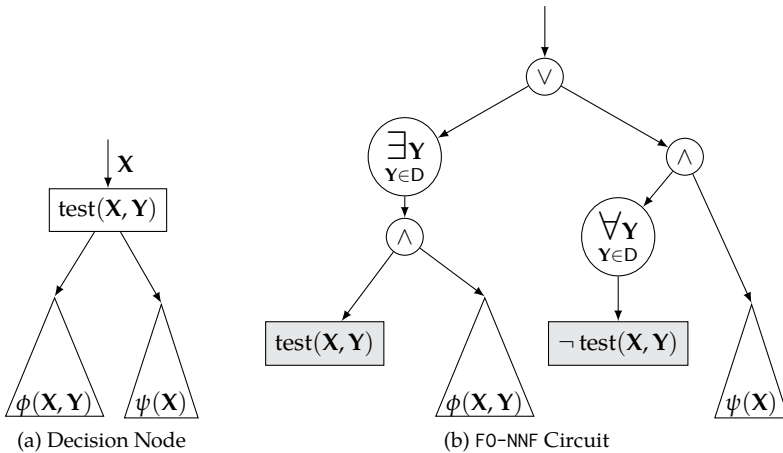 X
test(X, Y)
ϕ(X, Y)
ψ(X)
(a) Decision Node
∨
∃Y
Y∈D
∧
∧
∀Y
Y∈D
test(X, Y)
¬ test(X, Y)
ϕ(X, Y)
ψ(X)
(b) FO-NNF Circuit